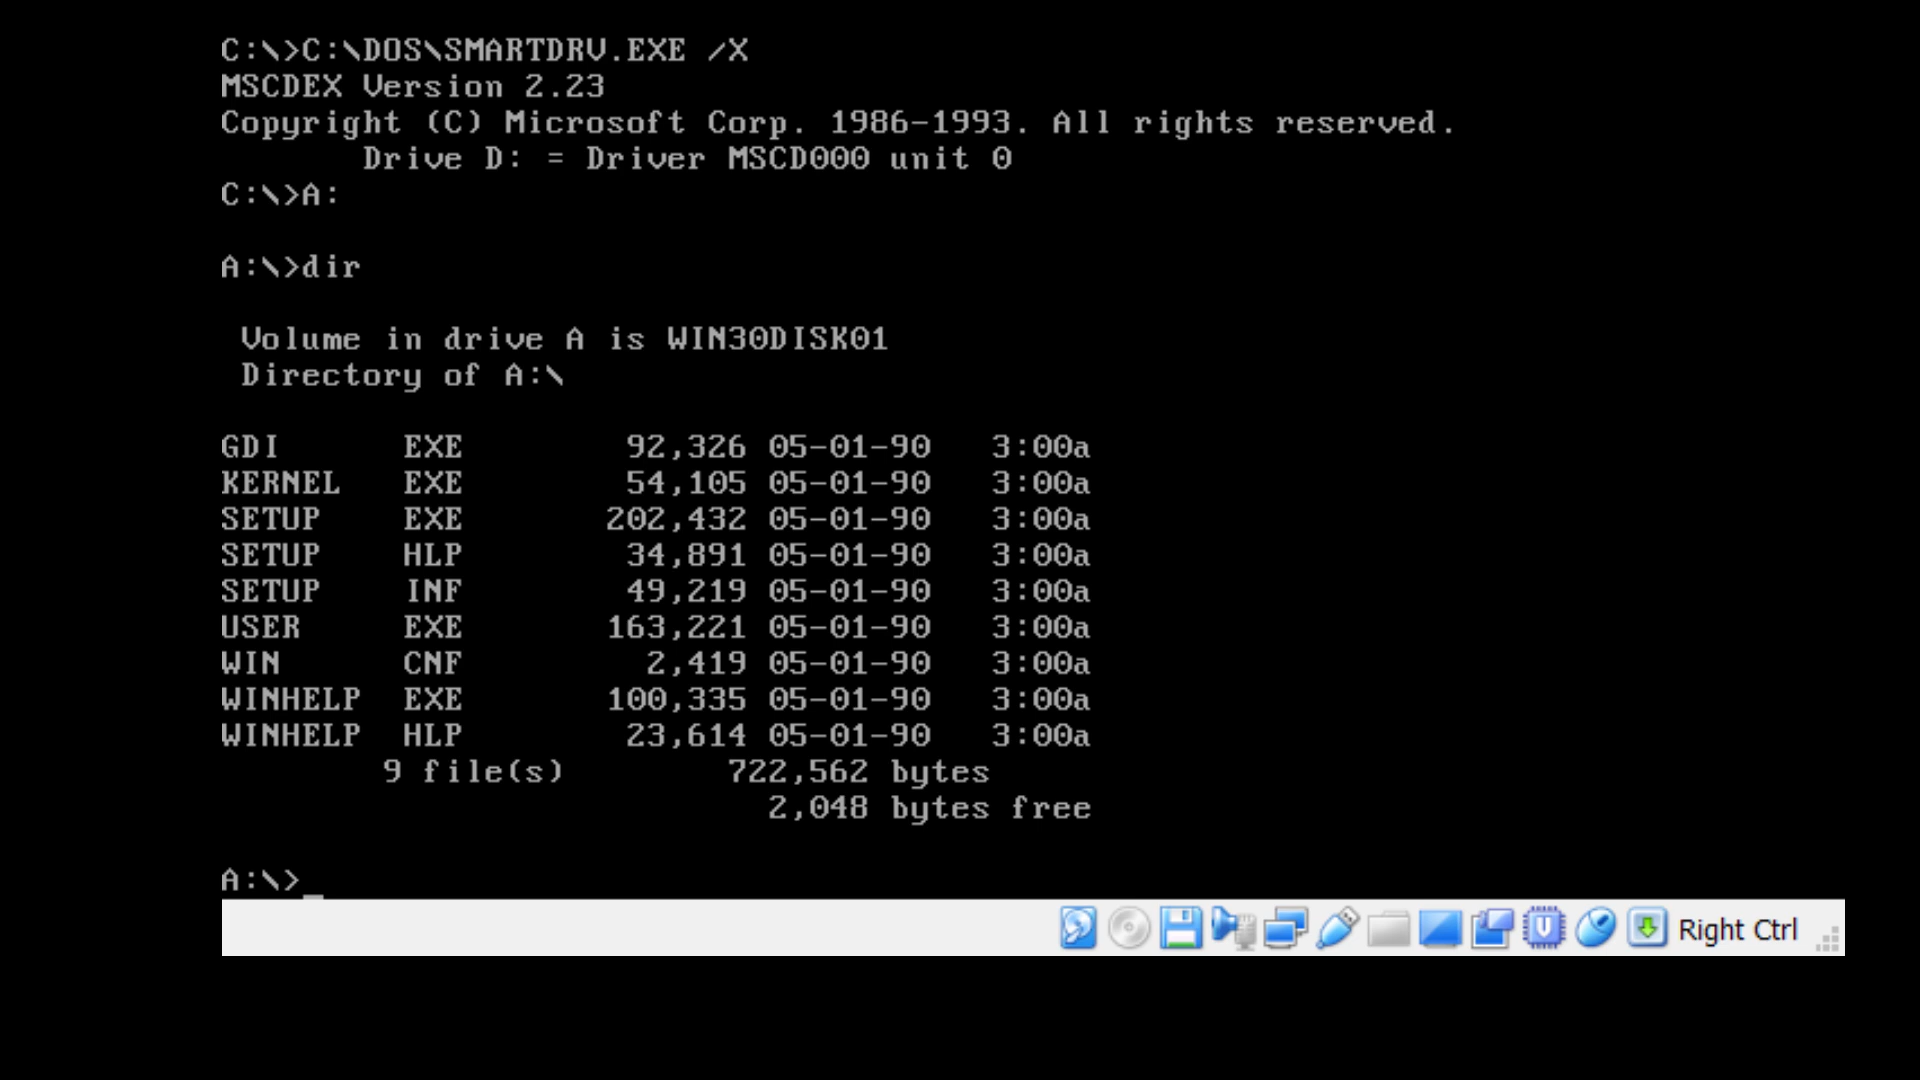 C:\>C:\DOS\SMARTDRV.EXE /X
MSCDEX Version 2.23
Copyright (C) Microsoft Corp. 1986-1993. All rights reserved.
       Drive D: = Driver MSCD000 unit 0
C:\>A:

A:\>dir

 Volume in drive A is WIN30DISK01
 Directory of A:\

GDI      EXE        92,326 05-01-90   3:00a
KERNEL   EXE        54,105 05-01-90   3:00a
SETUP    EXE       202,432 05-01-90   3:00a
SETUP    HLP        34,891 05-01-90   3:00a
SETUP    INF        49,219 05-01-90   3:00a
USER     EXE       163,221 05-01-90   3:00a
WIN      CNF         2,419 05-01-90   3:00a
WINHELP  EXE       100,335 05-01-90   3:00a
WINHELP  HLP        23,614 05-01-90   3:00a
        9 file(s)        722,562 bytes
                           2,048 bytes free

A:\>_
Right Ctrl